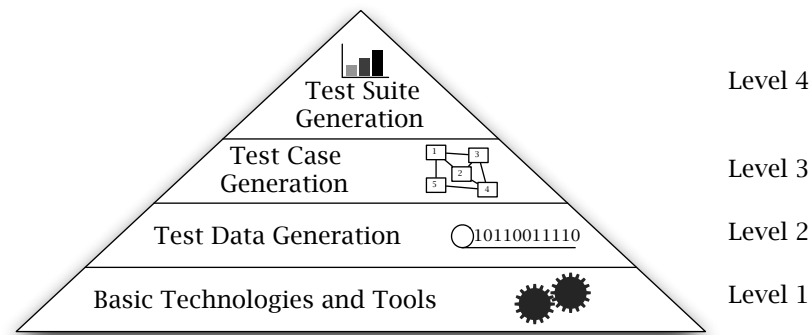 Test Suite
Generation
Level 4
Test Case
Generation
1
3
2
5
4
Level 3
Test Data Generation
10110011110
Level 2
Basic Technologies and Tools
Level 1